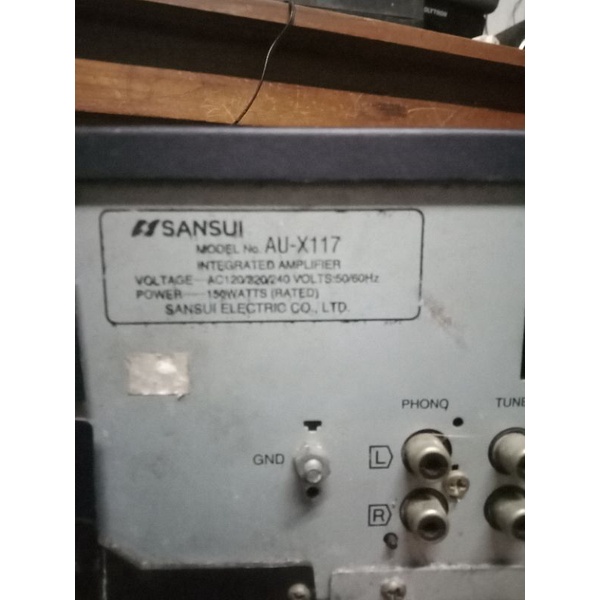 SANSUI
MODEL No. AU-X117
INTEGRATED AMPLIFIER
VOLTAGE AC120/220/240 VOLTS:50/60Hz
POWER 150WATTS (RATED)
SANSUI ELECTRIC CO., LTD.
PHONO TUNE
GND
L
R